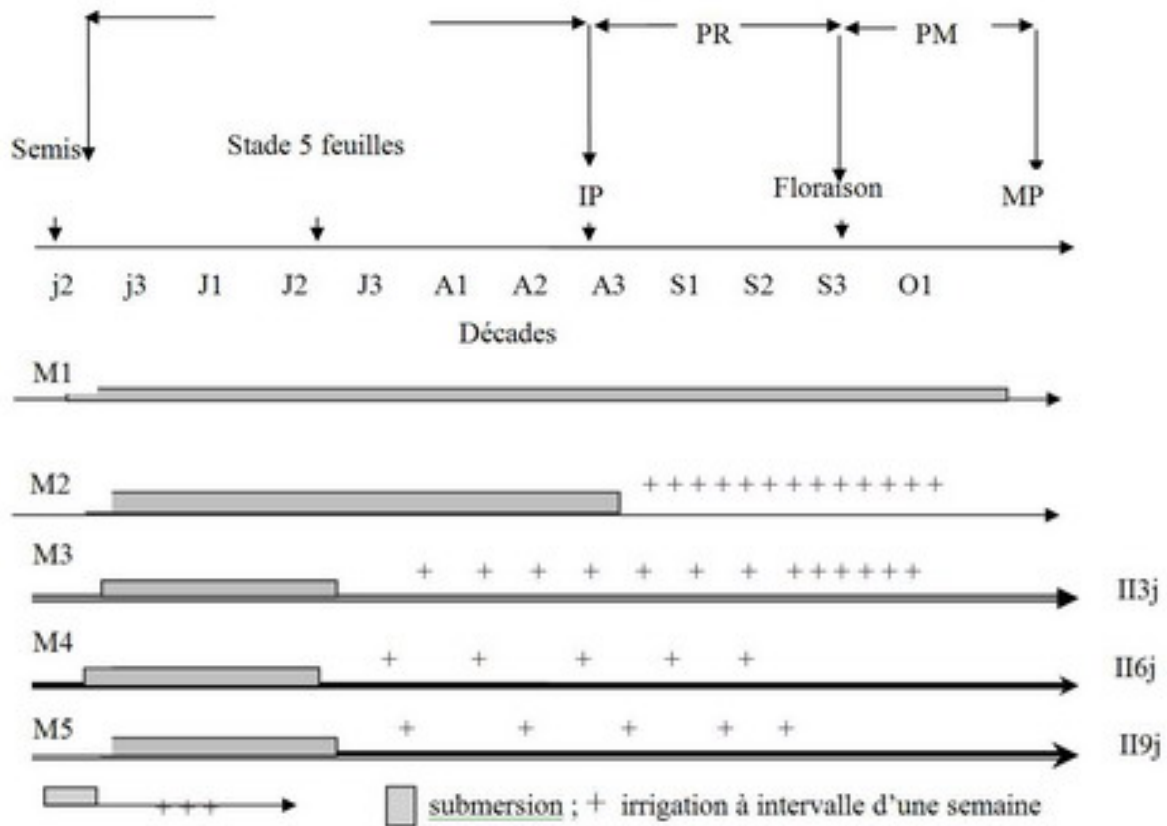 PR PM
Semis Stade 5 feuilles
IP Floraison MP
j2 j3 J1 J2 J3 A1 A2 A3 S1 S2 S3 O1
Décades
M1
M2 + + + + + + + + + + + + +
M3 + + + + + + + + + + + + +
II3j
M4 + + + + +
II6j
M5 + + + + +
II9j
+ + + submersion ; + irrigation à intervalle d’une semaine